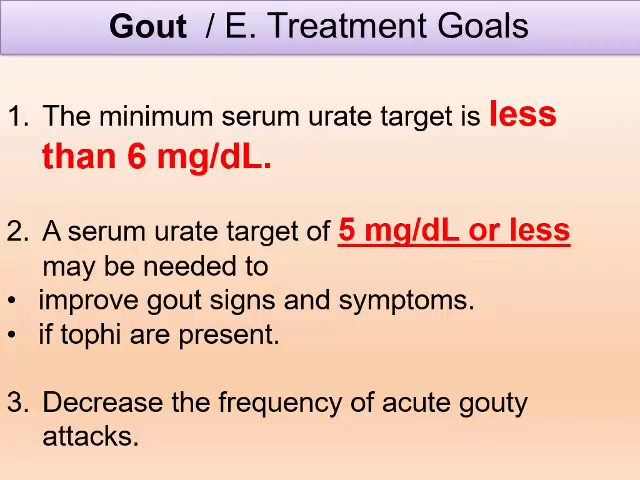 Gout / E. Treatment Goals
1. The minimum serum urate target is less
than 6 mg/dL.
2. A serum urate target of 5 mg/dL or less
may be needed to
• improve gout signs and symptoms.
• if tophi are present.
3. Decrease the frequency of acute gouty
attacks.